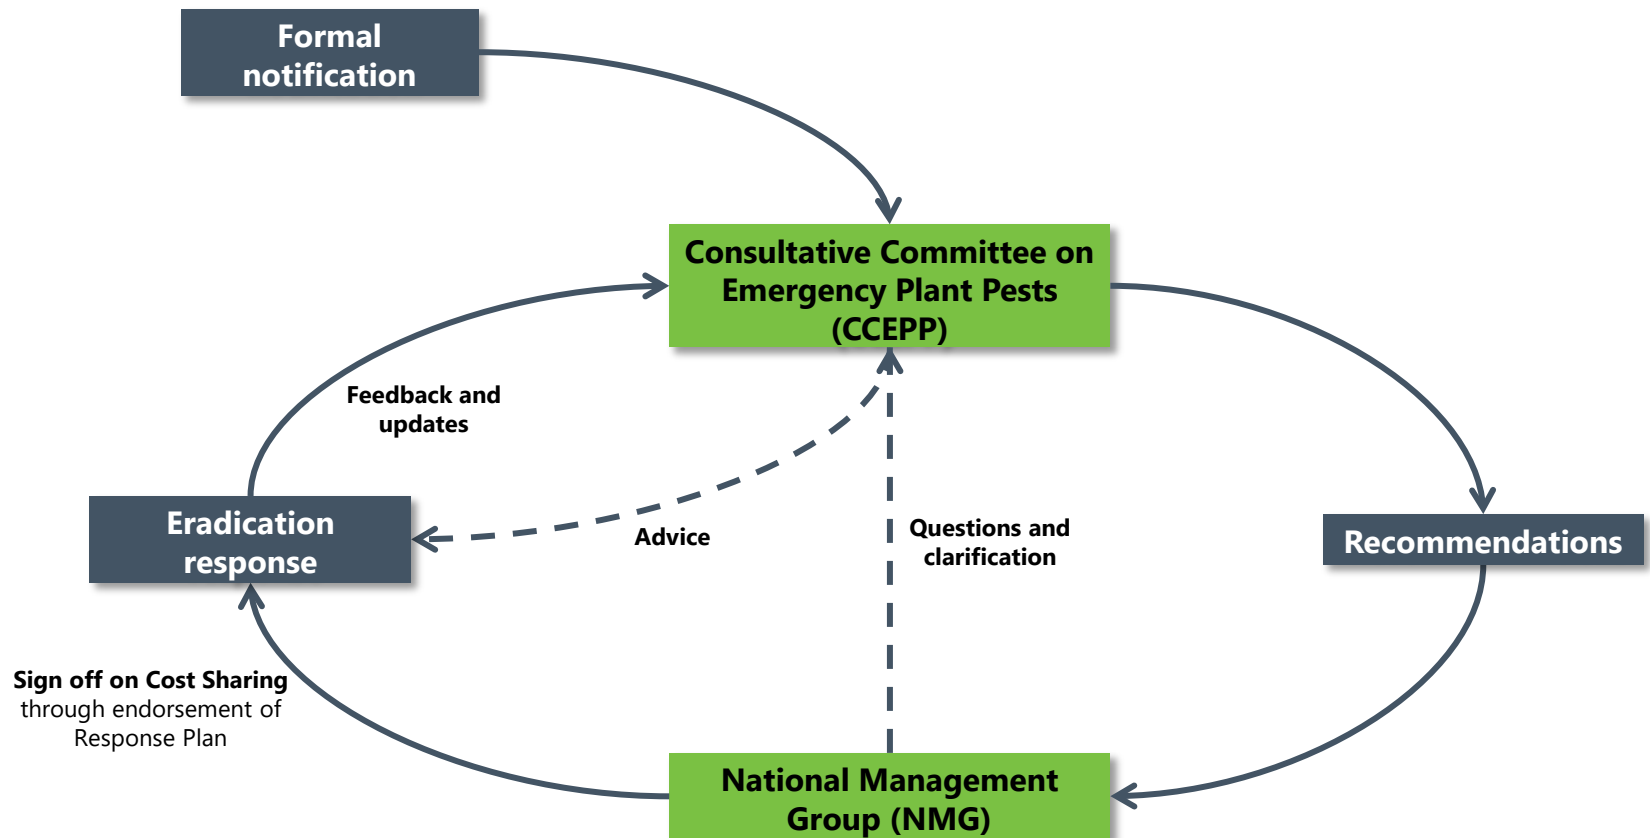 Formal
notification
Consultative Committee on
Emergency Plant Pests
(CCEPP)
Feedback and
updates
Eradication
response
Advice
Questions and
clarification
Recommendations
Sign off on Cost Sharing
through endorsement of
Response Plan
National Management
Group (NMG)